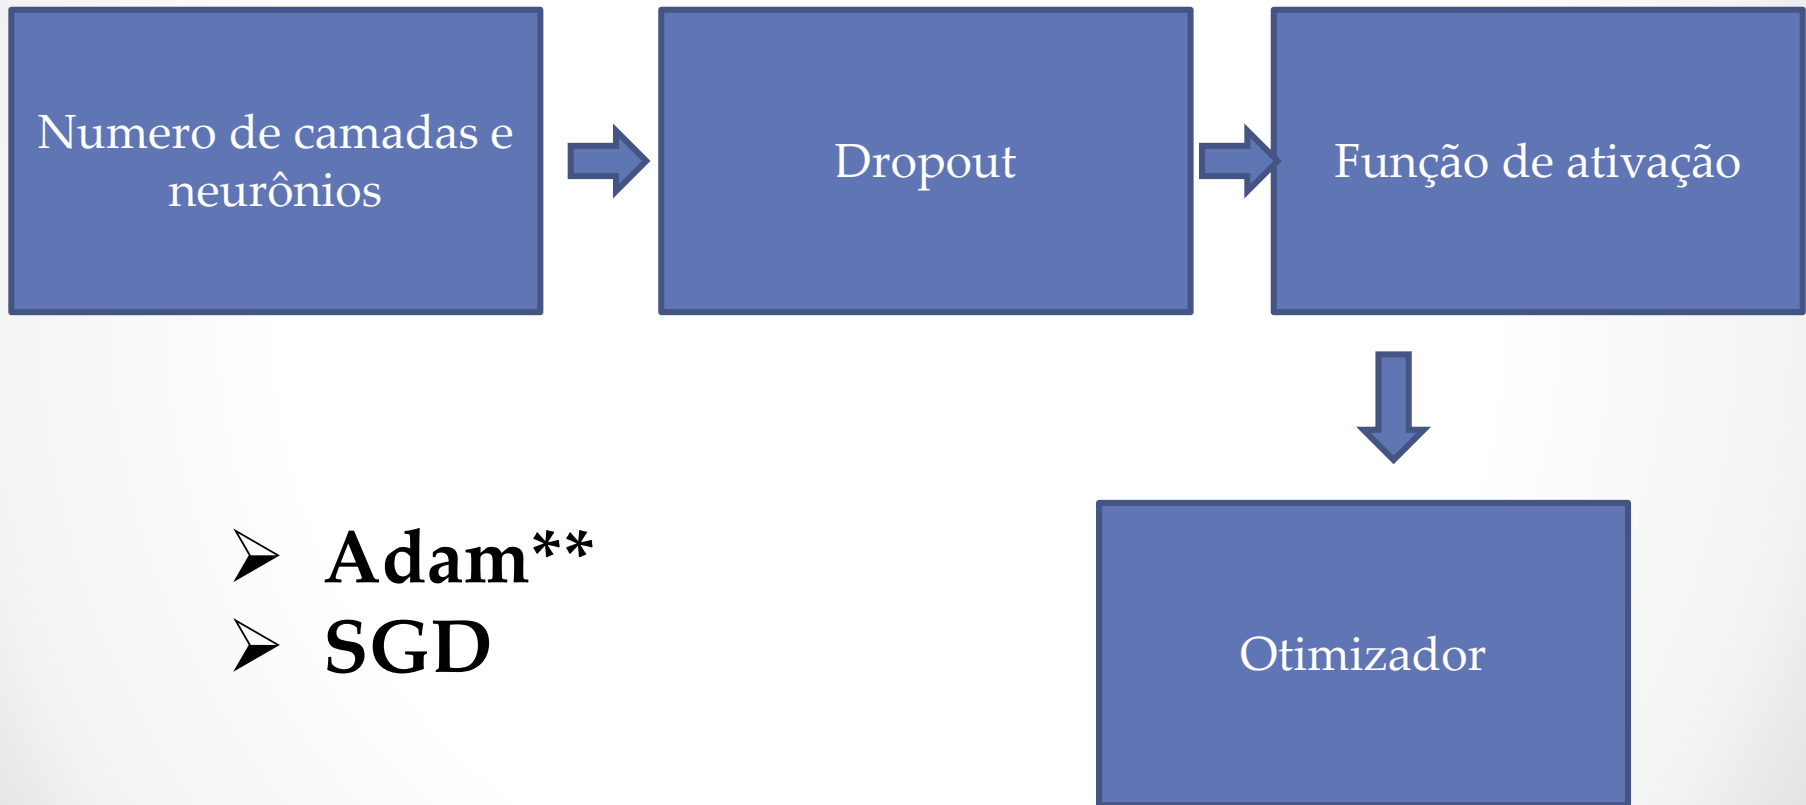 Numero de camadas e
neurônios
Dropout
Função de ativação
➢ Adam**
➢ SGD
Otimizador